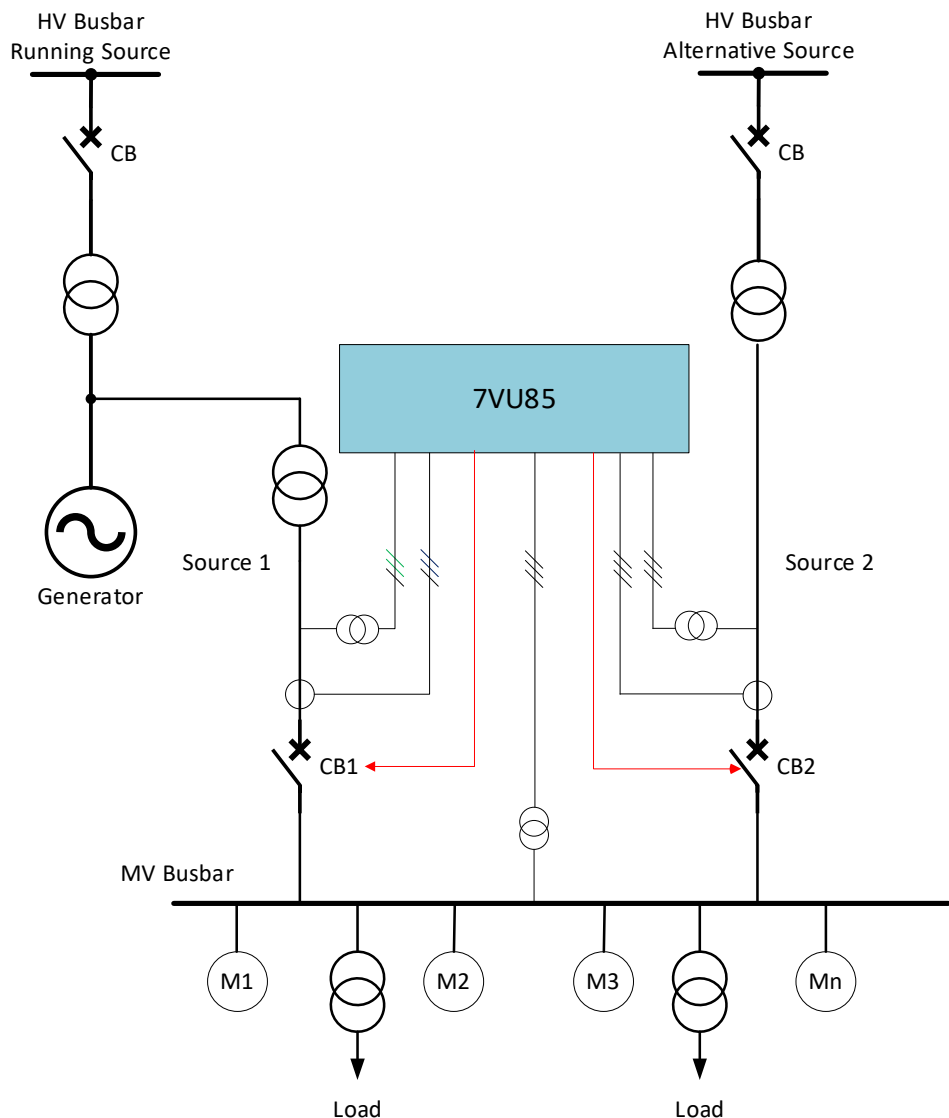 HV Busbar
Running Source
HV Busbar
Alternative Source
CB
CB
7VU85
Source 1
Source 2
Generator
CB1
CB2
MV Busbar
M1
M2
M3
Mn
Load
Load